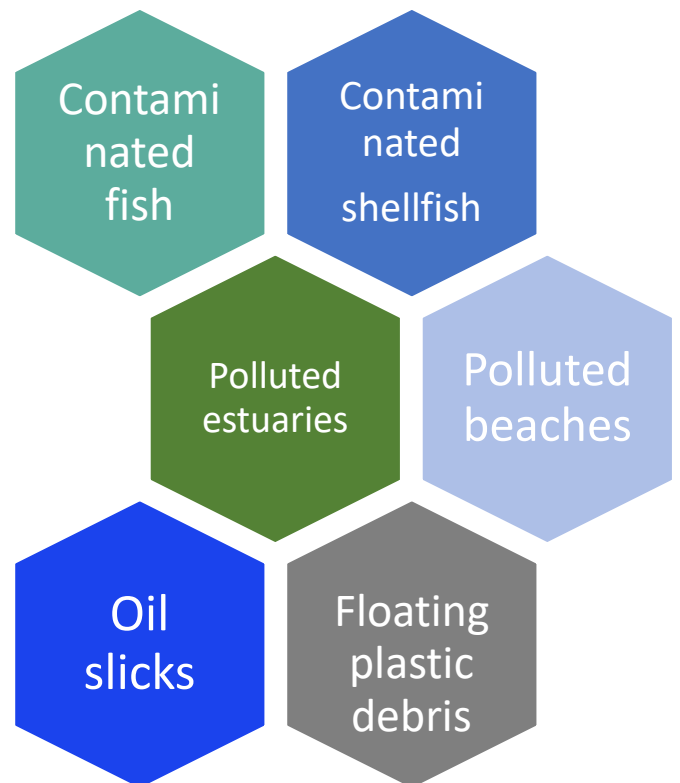 Contami
nated
fish
Contami
nated
shellfish
Polluted
estuaries
Polluted
beaches
Oil
slicks
Floating
plastic
debris